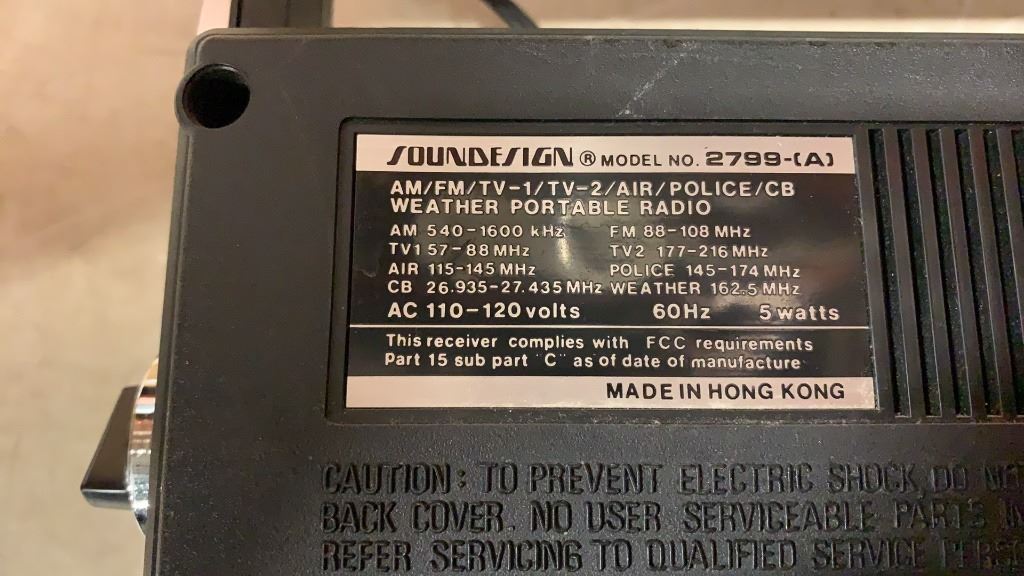 SOUNDESIGN ® MODEL NO. 2799-(A)
AM/FM/TV-1/TV-2/AIR/POLICE/CB
WEATHER PORTABLE RADIO
AM 540-1600 kHz FM 88-108 MHz
TV1 57-88 MHz TV2 177-216 MHz
AIR 115-145 MHz POLICE 145-174 MHz
CB 26.935-27.435 MHz WEATHER 162.5 MHz
AC 110-120 volts 60Hz 5 watts
This receiver complies with FCC requirements
Part 15 sub part "C" as of date of manufacture
MADE IN HONG KONG
CAUTION: TO PREVENT ELECTRIC SHOCK, DO
BACK COVER. NO USER SERVICEABLE PARTS
REFER SERVICING TO QUALIFIED SERVICE